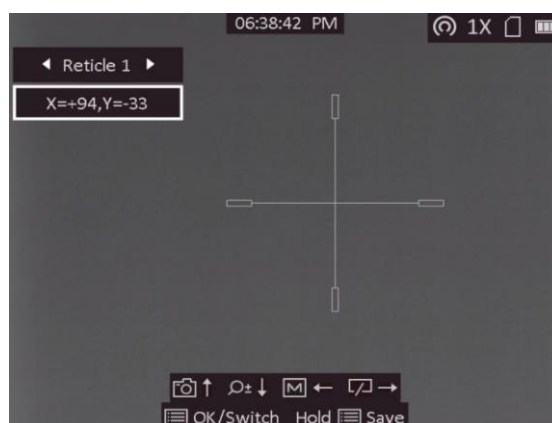 06:38:42 PM
1X
Reticle 1
X=+94,Y=-33
M
OK/Switch Hold Save